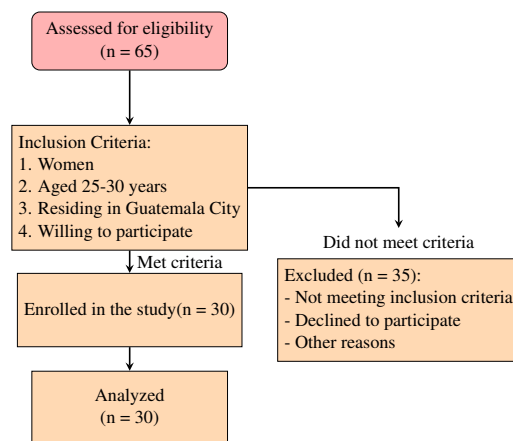 Assessed for eligibility
(n = 65)
Inclusion Criteria:
1. Women
2. Aged 25-30 years
3. Residing in Guatemala City
4. Willing to participate
Met criteria
Did not meet criteria
Excluded (n = 35):
- Not meeting inclusion criteria
- Declined to participate
- Other reasons
Enrolled in the study(n = 30)
Analyzed
(n = 30)